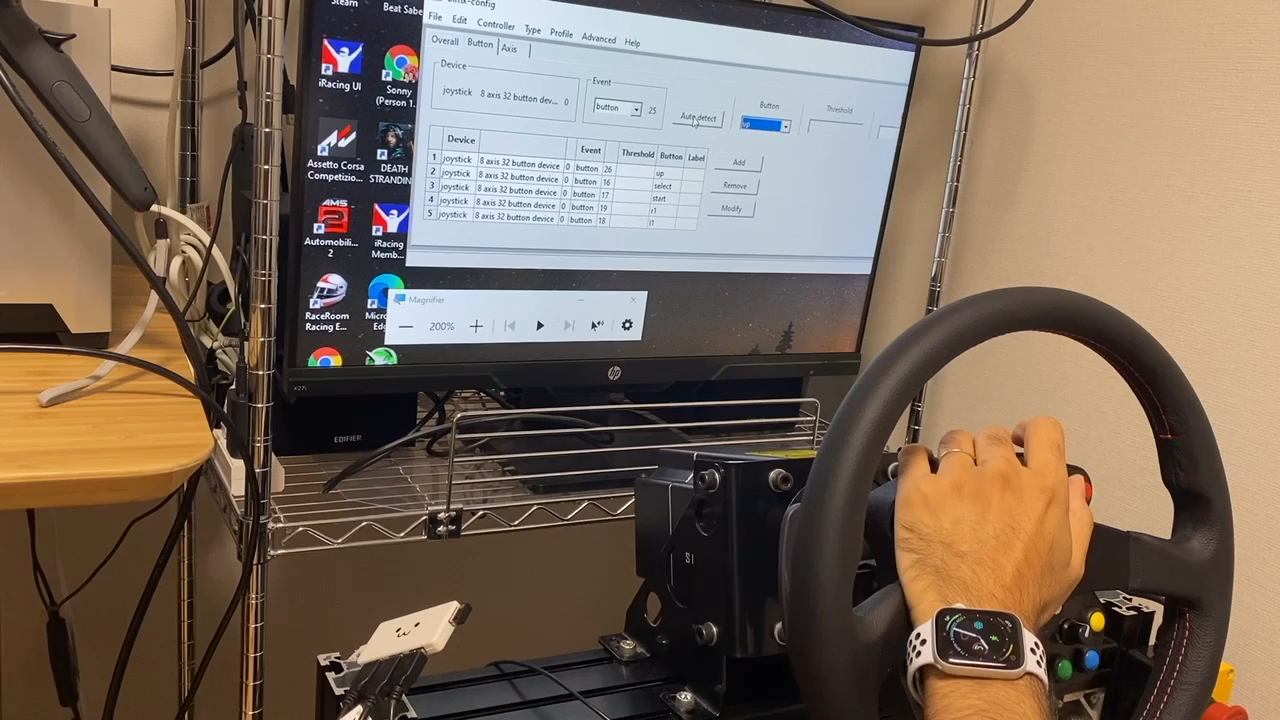 Steam
Beat Sabe
File Edit Controller Type Profile Advanced Help
Overall Button Axis
Device
joystick 8 axis 32 button dev... 0
Event
button 25
Auto detect
Button
up
Threshold
Device Event Threshold Button Label
1 joystick 8 axis 32 button device 0 button 26 up
2 joystick 8 axis 32 button device 0 button 16 select
3 joystick 8 axis 32 button device 0 button 17 start
4 joystick 8 axis 32 button device 0 button 19 r1
5 joystick 8 axis 32 button device 0 button 18 l1
Add
Remove
Modify
iRacing UI
Sonny
(Person 1...
Assetto Corsa
Competizio...
DEATH
STRANDIN
AMS
2
Automobili...
2
iRacing
Memb...
RaceRoom
Racing E...
Micro
Edg
Magnifier
200%
hp
EDIFIER
S1